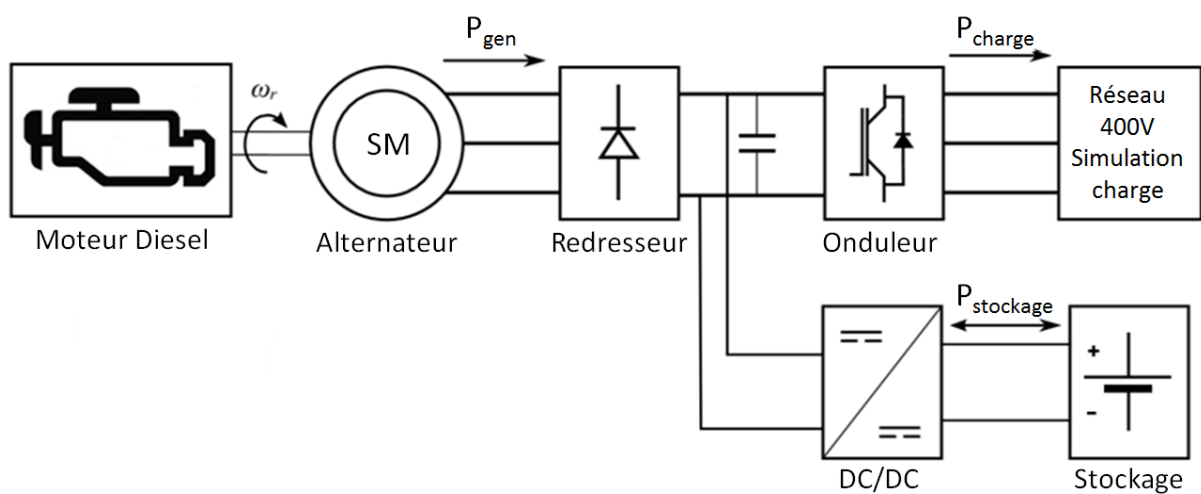 P_gen
P_charge
ω_r
SM
Réseau
400V
Simulation
charge
Moteur Diesel
Alternateur
Redresseur
Onduleur
P_stockage
+
-
DC/DC
Stockage